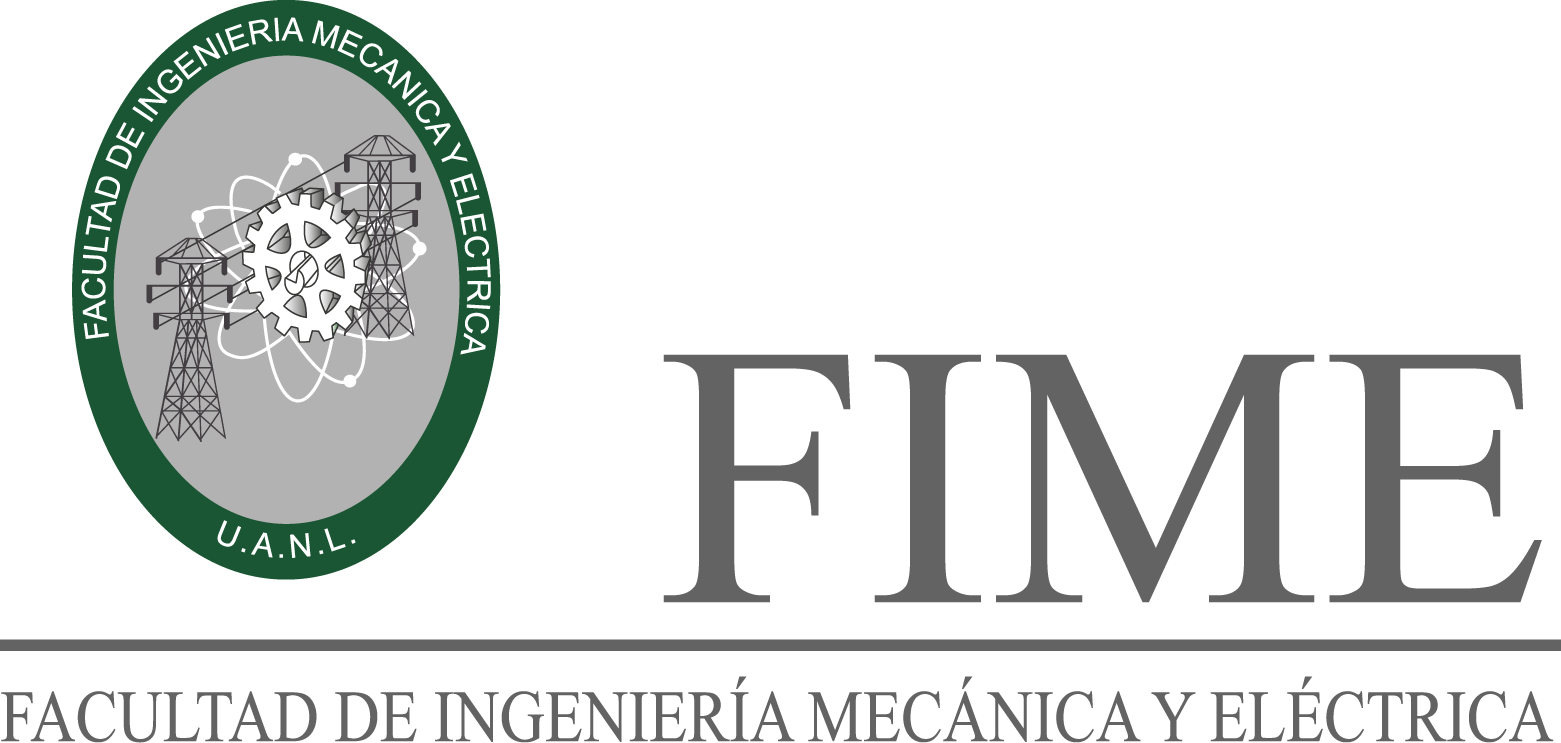 FACULTAD DE INGENIERIA MECANICA Y ELECTRICA
U.A.N.L.
FIME
FACULTAD DE INGENIERÍA MECÁNICA Y ELÉCTRICA